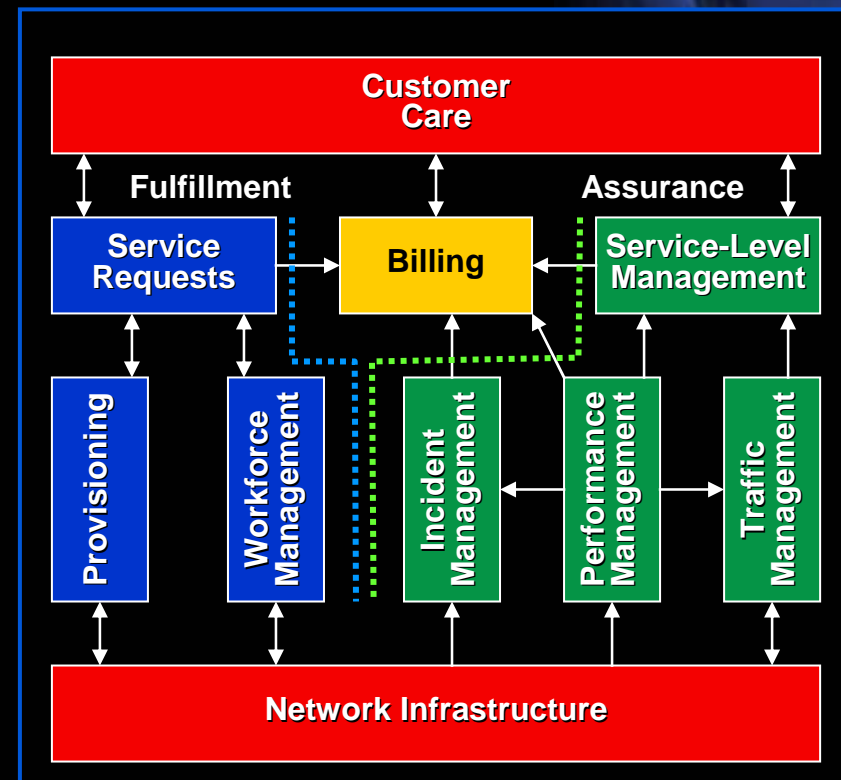 Customer
Care
Fulfillment
Assurance
Service
Requests
Billing
Service-Level
Management
Provisioning
Workforce
Management
Incident
Management
Performance
Management
Traffic
Management
Network Infrastructure